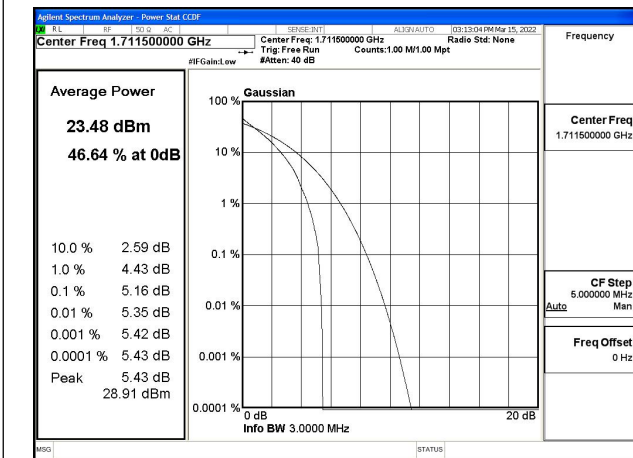 Agilent Spectrum Analyzer - Power Stat CCDF
RL RF 50 Ω AC SENSE:INT ALIGN AUTO 03:13:04 PM Mar 15, 2022
Center Freq 1.711500000 GHz
Center Freq: 1.711500000 GHz Radio Std: None
Trig: Free Run Counts:1.00 M/1.00 Mpt
#IFGain:Low #Atten: 40 dB
Frequency
Center Freq
1.711500000 GHz
CF Step
5.000000 MHz
Auto Man
Freq Offset
0 Hz
Average Power
23.48 dBm
46.64 % at 0dB
10.0 % 2.59 dB
1.0 % 4.43 dB
0.1 % 5.16 dB
0.01 % 5.35 dB
0.001 % 5.42 dB
0.0001 % 5.43 dB
Peak 5.43 dB
28.91 dBm
Gaussian
100 %
10 %
1 %
0.1 %
0.01 %
0.001 %
0.0001 %
0 dB 20 dB
Info BW 3.0000 MHz
MSG STATUS